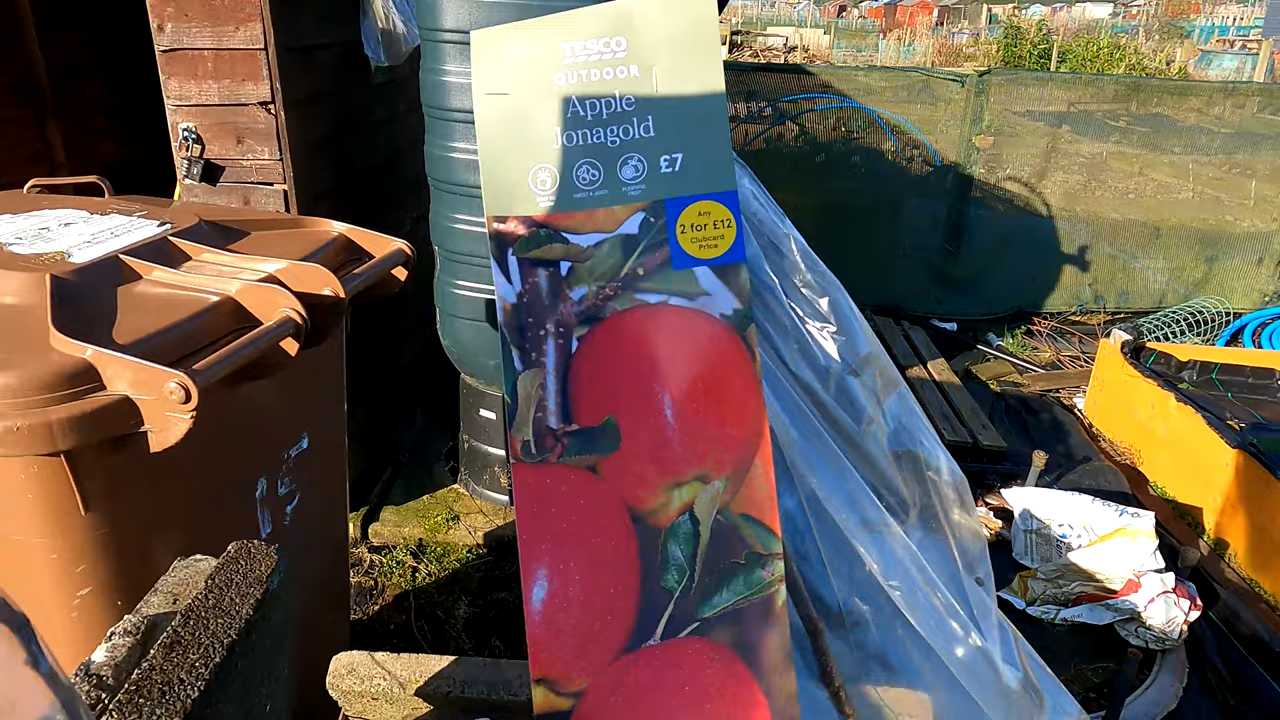 TESCO
OUTDOOR
Apple
Jonagold
£7
SWEET & JUICY
PLENTIFUL
FRUIT
Any
2 for £12
Clubcard
Price